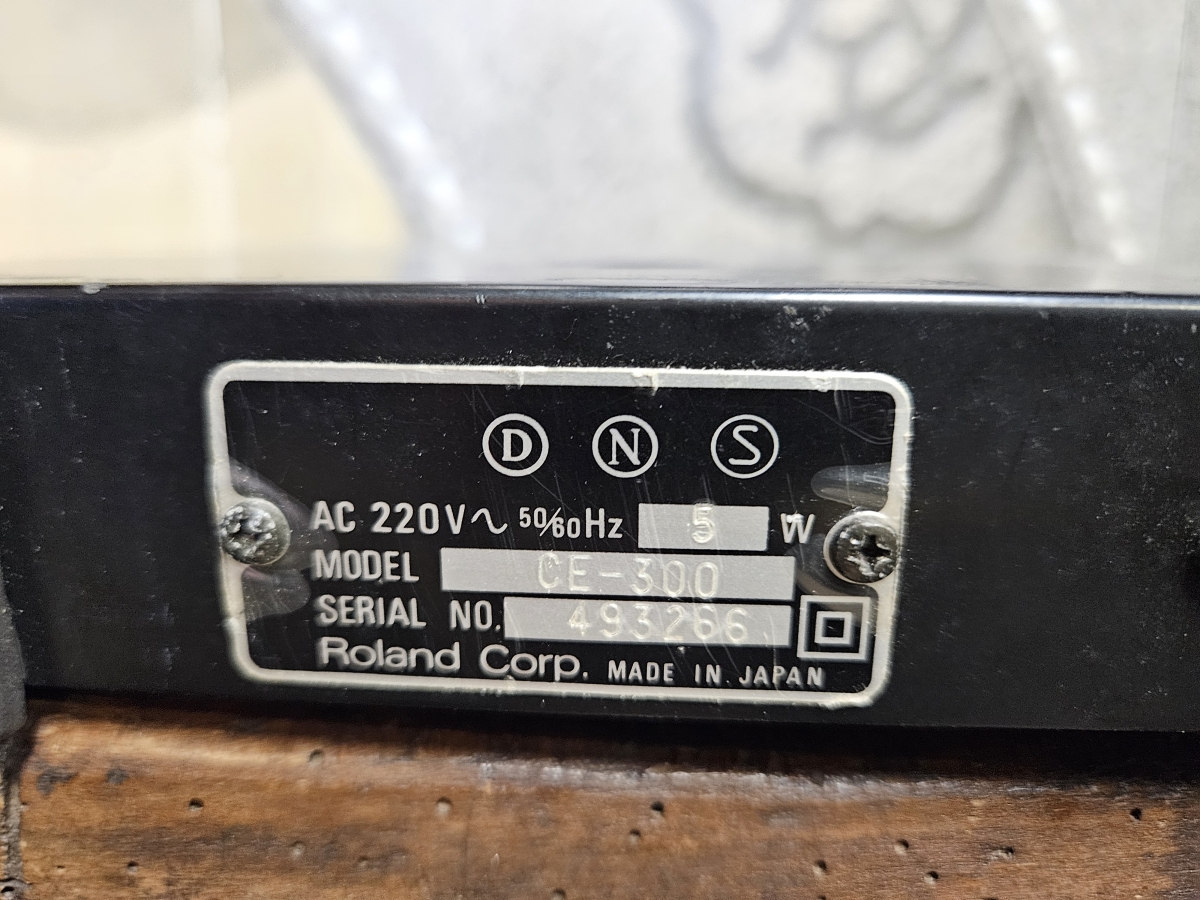 D N S
AC 220V~ 50/60Hz 5 W
MODEL CE-300
SERIAL NO. 493266
Roland Corp. MADE IN JAPAN